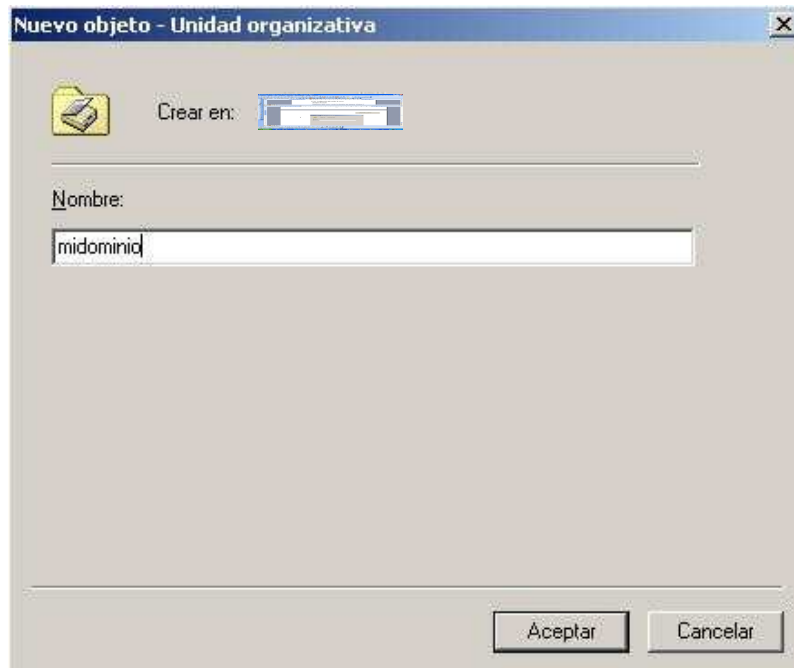 Nuevo objeto - Unidad organizativa
Crear en:
Nombre:
midominio
Aceptar
Cancelar